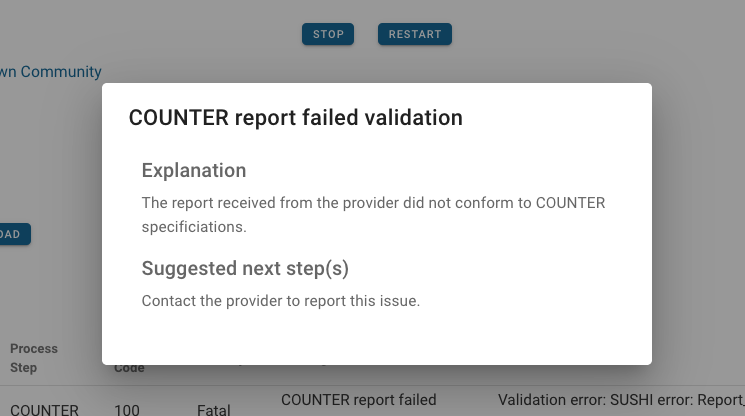 STOP RESTART
wn Community
COUNTER report failed validation
Explanation
The report received from the provider did not conform to COUNTER
specificiations.
OAD
Suggested next step(s)
Contact the provider to report this issue.
Process
Step Code
COUNTER 100 Fatal COUNTER report failed Validation error: SUSHI error: Report_